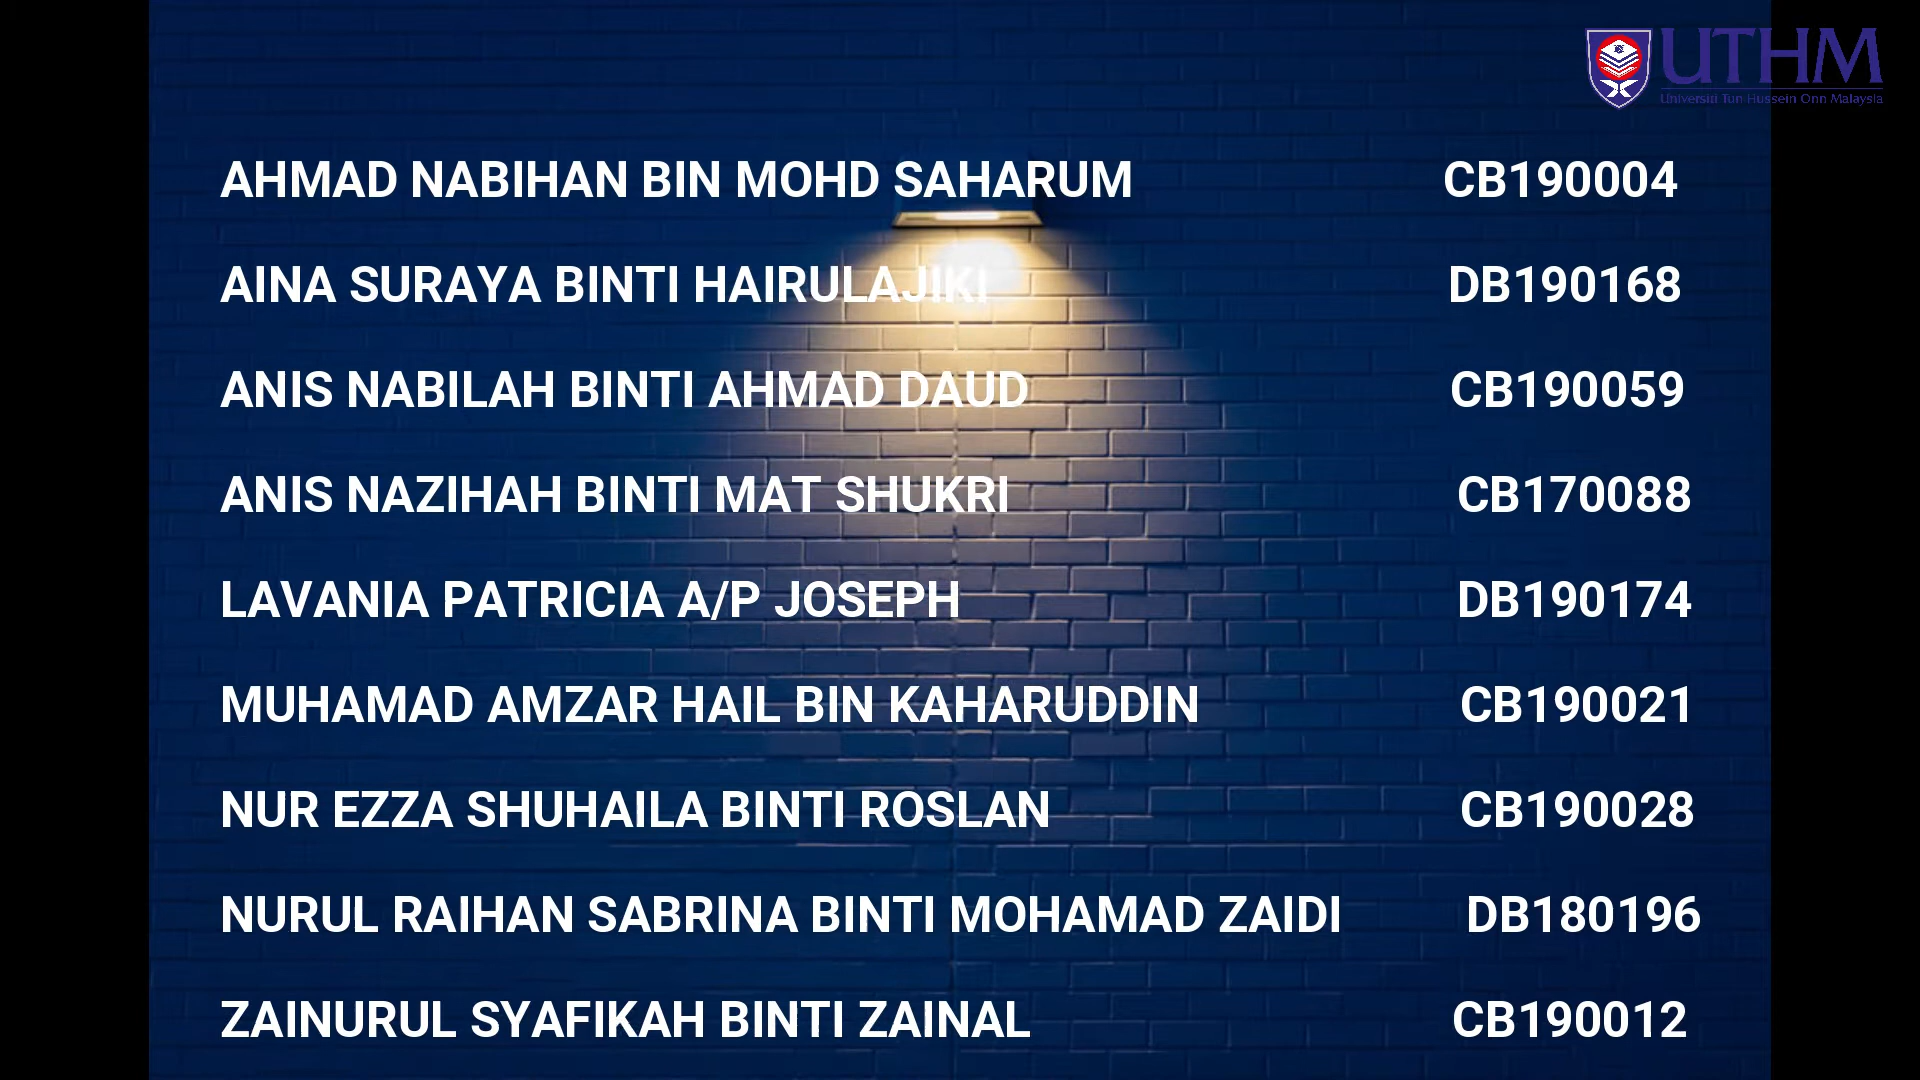 UTHM
Universiti Tun Hussein Onn Malaysia
AHMAD NABIHAN BIN MOHD SAHARUM CB190004
AINA SURAYA BINTI HAIRULAJIKI DB190168
ANIS NABILAH BINTI AHMAD DAUD CB190059
ANIS NAZIHAH BINTI MAT SHUKRI CB170088
LAVANIA PATRICIA A/P JOSEPH DB190174
MUHAMAD AMZAR HAIL BIN KAHARUDDIN CB190021
NUR EZZA SHUHAILA BINTI ROSLAN CB190028
NURUL RAIHAN SABRINA BINTI MOHAMAD ZAIDI DB180196
ZAINURUL SYAFIKAH BINTI ZAINAL CB190012